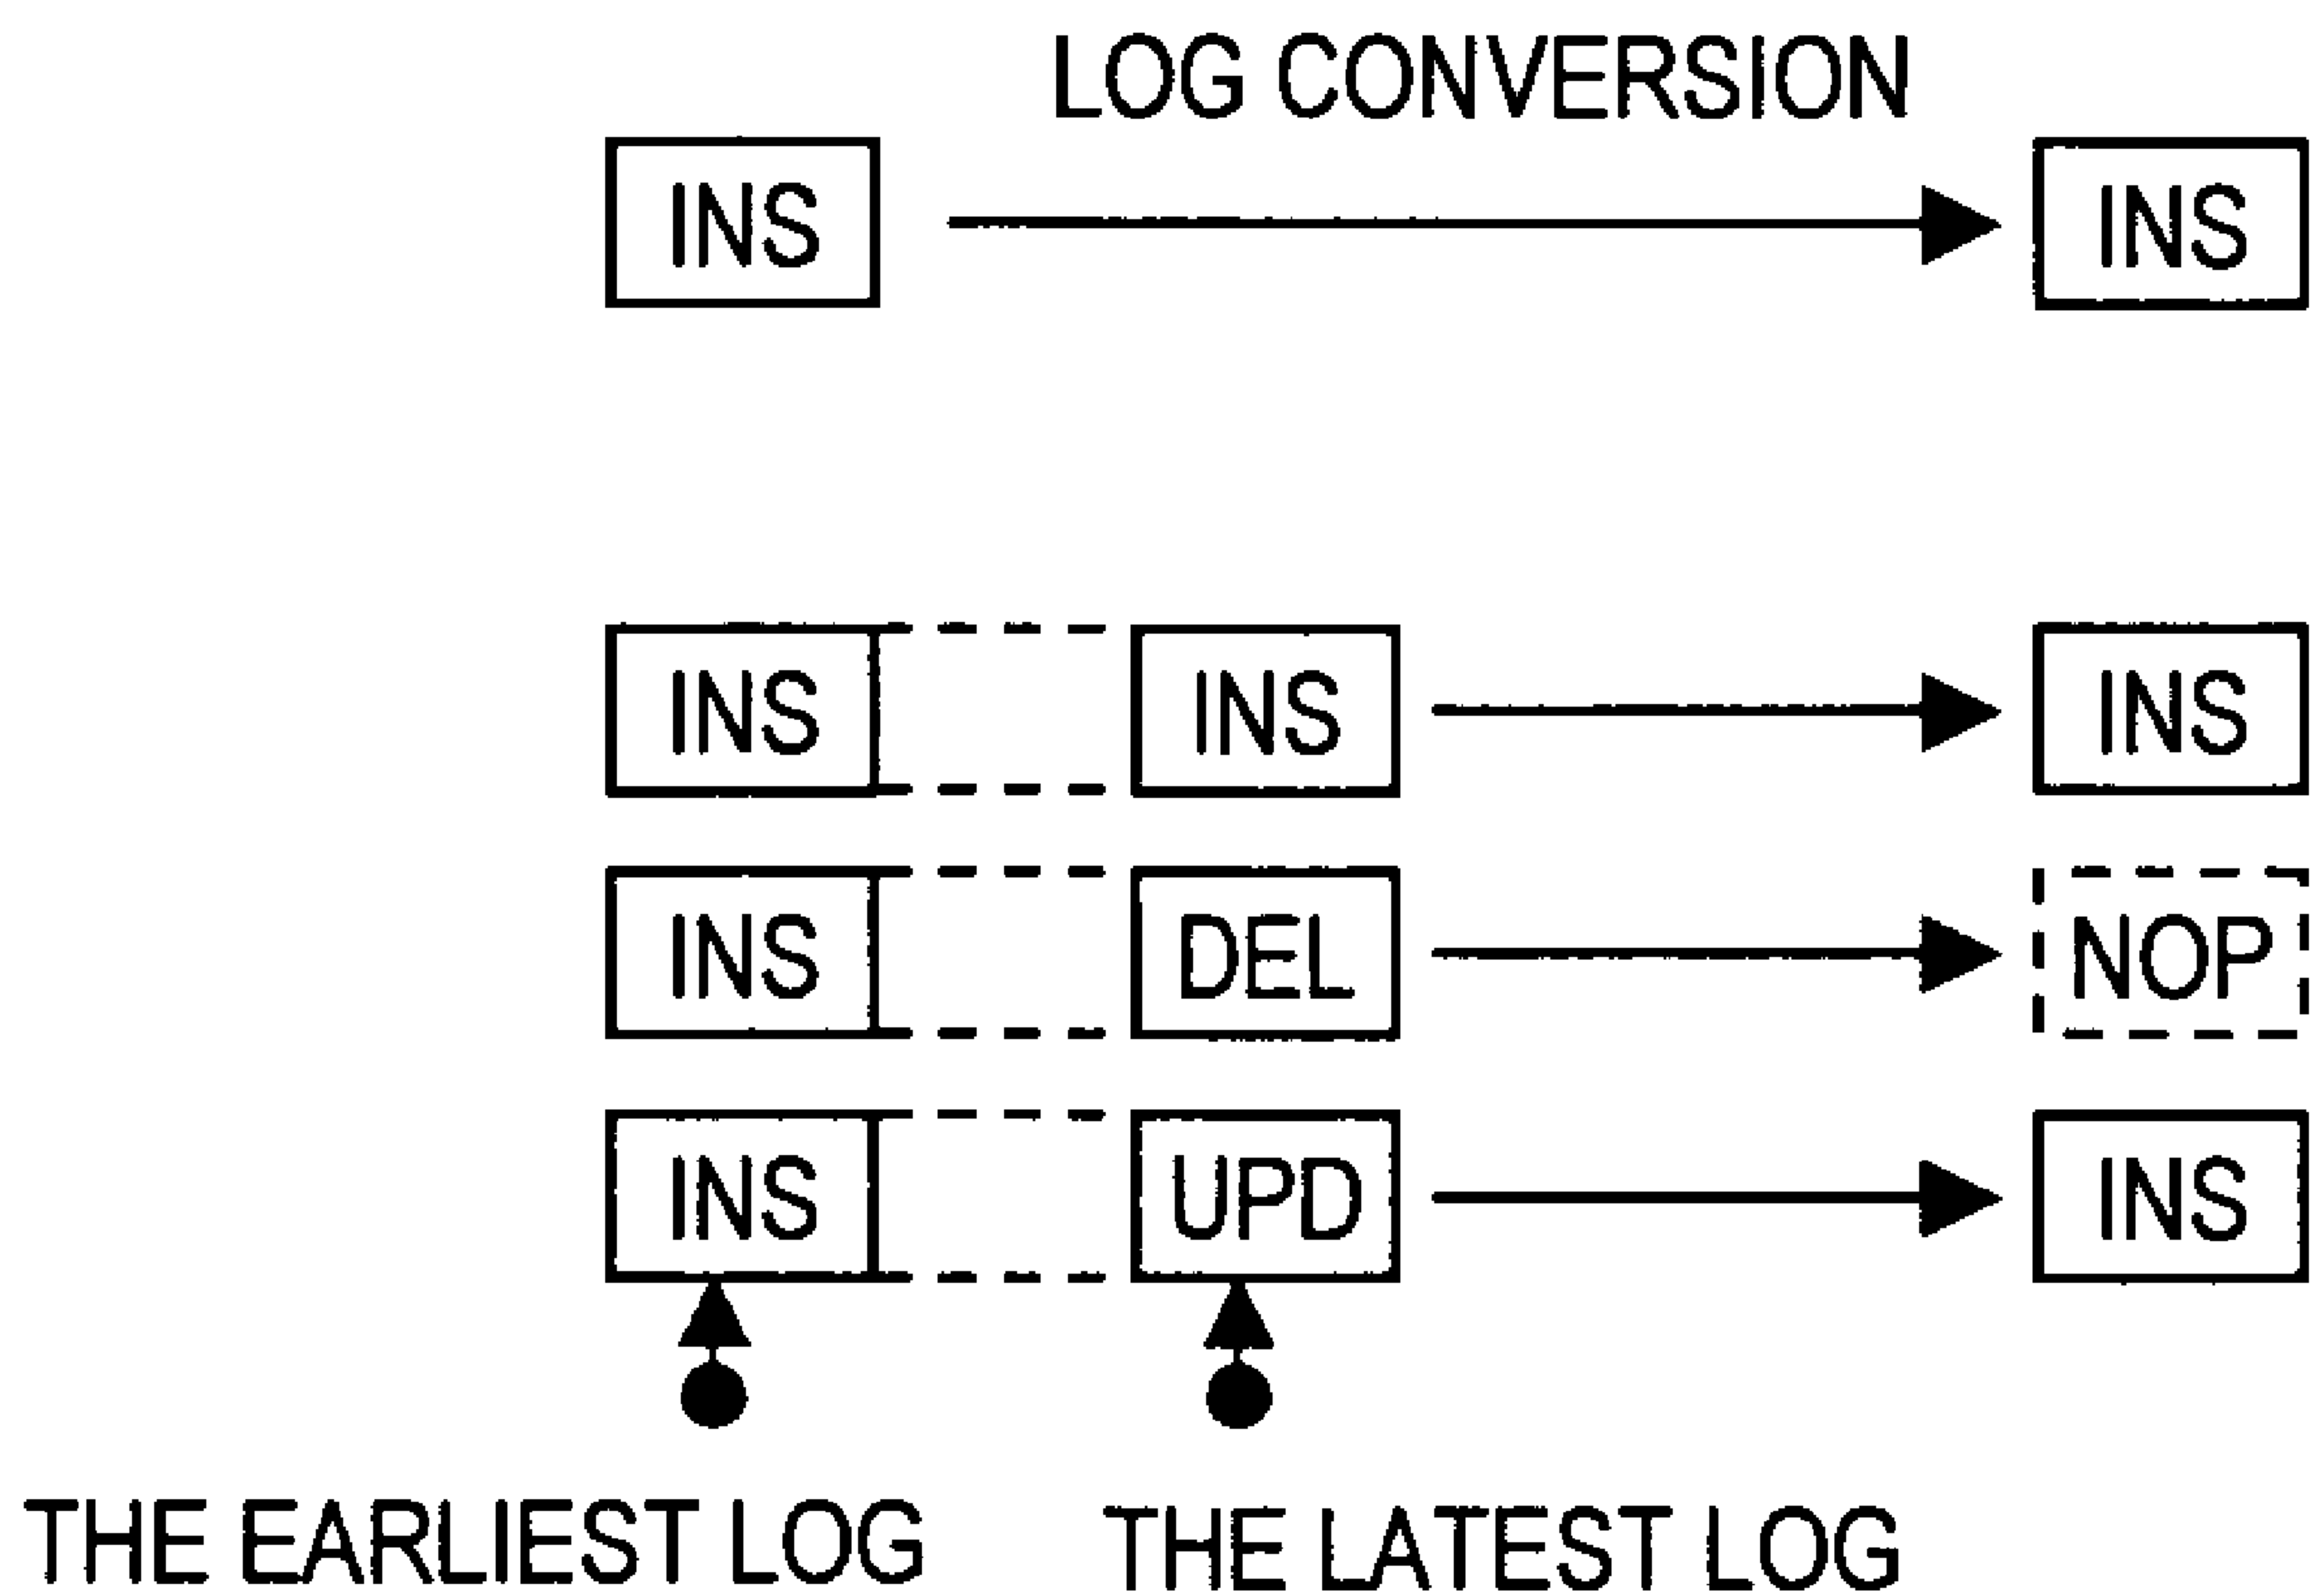 LOG CONVERSION
INS INS
INS INS INS
INS DEL NOP
INS UPD INS
THE EARLIEST LOG THE LATEST LOG